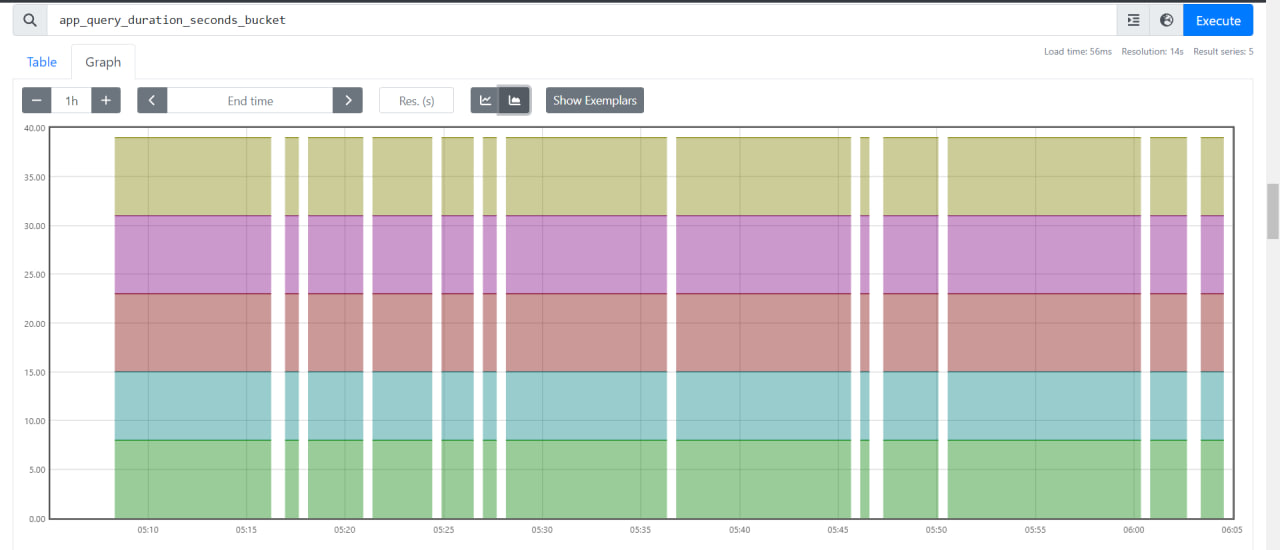 app_query_duration_seconds_bucket
Execute
Load time: 56ms Resolution: 14s Result series: 5
Table Graph
− 1h + End time Res. (s) Show Exemplars
40.00
35.00
30.00
25.00
20.00
15.00
10.00
5.00
0.00
05:10 05:15 05:20 05:25 05:30 05:35 05:40 05:45 05:50 05:55 06:00 06:05